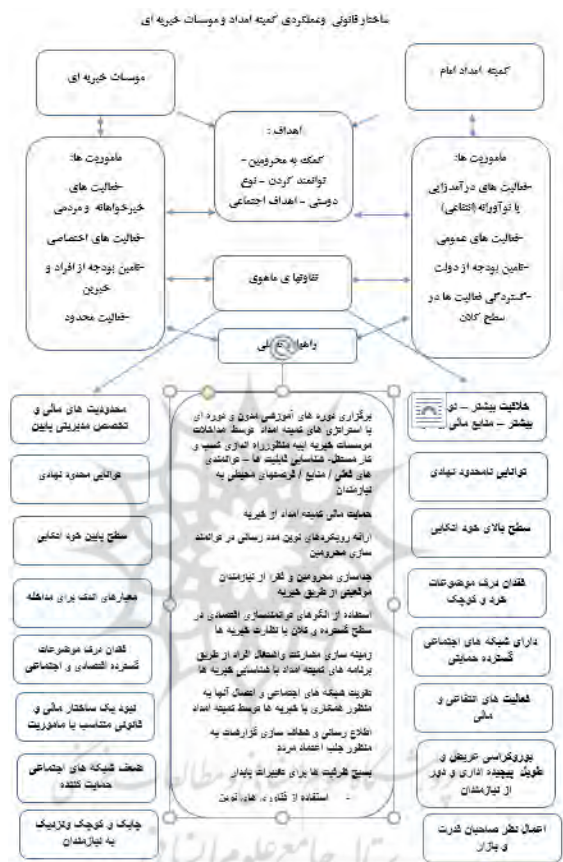 ساختار قانونی وعملکردی کمیته امداد و موسسات خیریه ای
کمیته امداد امام
موسسات خیریه ای
اهداف :
کمک به محرومین –
توانمند کردن – نوع
دوستی – اهداف اجتماعی
ماموریت ها:
-فعالیت های درآمدزایی
یا نوآورانه (انتفاعی)
-فعالیت های عمومی
-تامین بودجه از دولت
-گستردگی فعالیت ها در
سطح کلان
ماموریت ها:
-فعالیت های
خیرخواهانه و مردمی
-فعالیت های اختصاصی
-تامین بودجه از افراد و
خیرین
-فعالیت محدود
تفاوتها ی ماهوی
خلاقیت بیشتر –
بیشتر – منابع مالی
توانایی نامحدود نهادی
سطح بالای خود اتکایی
فقدان درک موضوعات
خرد و کوچک
دارای شبکه های اجتماعی
گسترده حمایتی
فعالیت های انتفاعی و
مالی
بوروکراسی عریض و
طویل پیچیده اداری و دور
از نیازمندان
اعمال نظر صاحبان قدرت
و بازار
برگزاری دوره های آموزشی مدون و دوره ای
با استراتژی های کمیته امداد توسط مداخلات
موسسات خیریه ایبه منظورراه اندازی کسب و
کار مستقل- شناسایی قابلیت ها – توانمندی
های فعلی / منابع / فرصتهای محیطی به
نیازمندان
حمایت مالی کمیته امداد از خیریه
ارائه رویکردهای نوین مدد رسانی در توانمند
سازی محرومین
جداسازی محرومین و فقرا از نیازمندان
موقعیتی از طریق خیریه
استفاده از الگوهای توانمندسازی اقتصادی در
سطح گسترده و کلان با نظارت خیریه ها
زمینه سازی مشارکت واشتغال افراد از طریق
برنامه های کمیته امداد با شناسایی خیریه ها
تقویت شبکه های اجتماعی و اعمال آنها به
منظور همکاری با خیریه ها توسط کمیته امداد
اطلاع رسانی و شفاف سازی گزارشات به
منظور جلب اعتماد مردم
بسیج ظرفیت ها برای تغییرات پایدار
- استفاده از فناوری های نوین
محدودیت های مالی و
تخصص مدیریتی پایین
توانایی محدود نهادی
سطح پایین خود اتکایی
معیارهای اندک برای مداخله
فقدان درک موضوعات
گسترده اقتصادی و اجتماعی
نبود یک ساختار مالی و
قانونی متناسب با ماموریت
ضعف شبکه های اجتماعی
حمایت کننده
چابک و کوچک ونزدیک
به نیازمندان